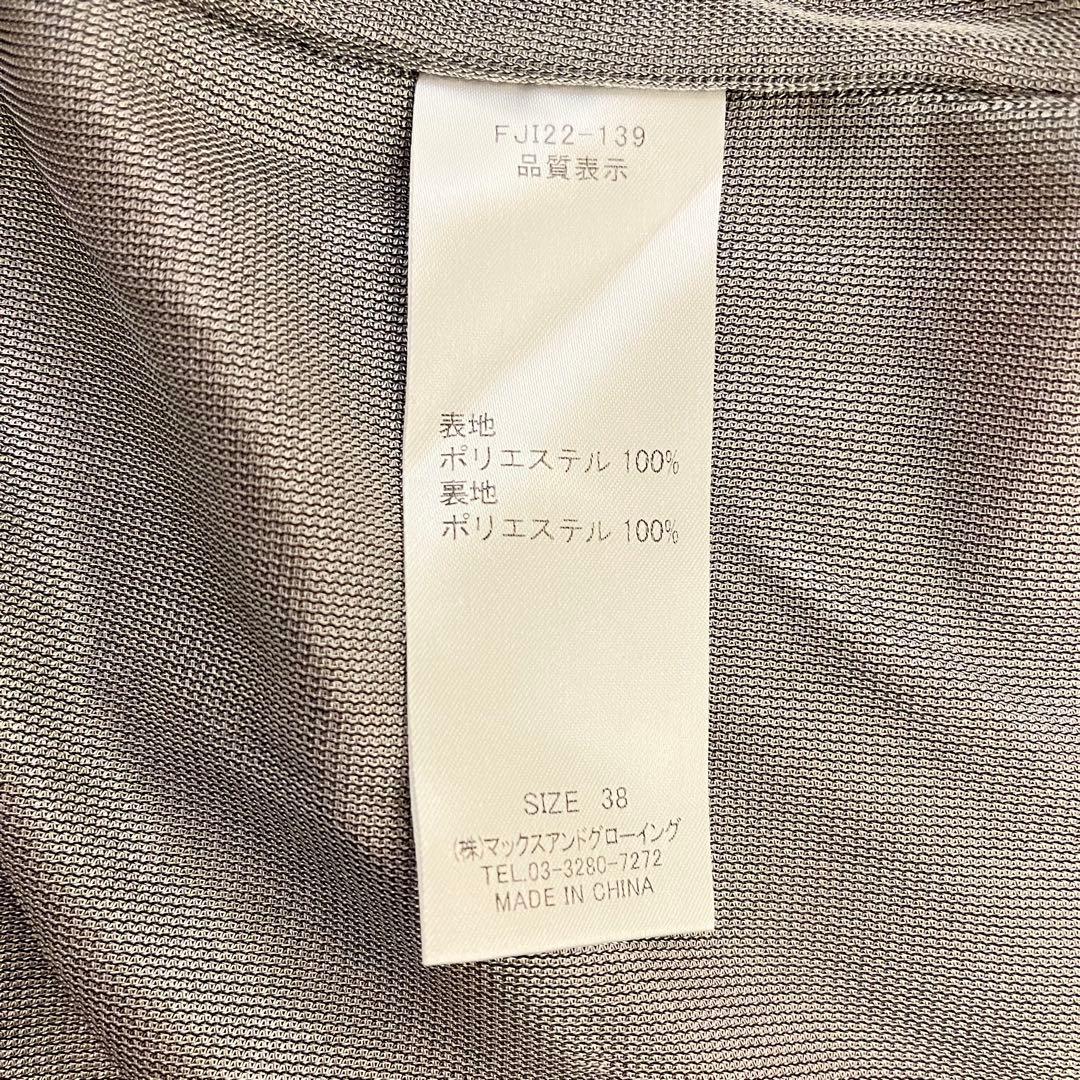 FJI22-139
品質表示
表地
ポリエステル 100%
裏地
ポリエステル 100%
SIZE 38
(株)マックスアンドグローイング
TEL.03-3280-7272
MADE IN CHINA